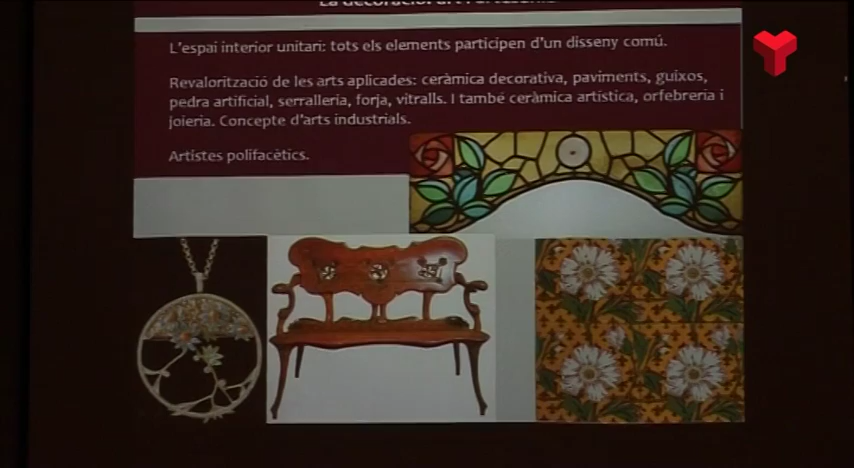 L'espai interior unitari: tots els elements participen d'un disseny comú.
Revalorització de les arts aplicades: ceràmica decorativa, paviments, guixos,
pedra artificial, serralleria, forja, vitralls. I també ceràmica artística, orfebreria i
joieria. Concepte d'arts industrials.
Artistes polifacètics.